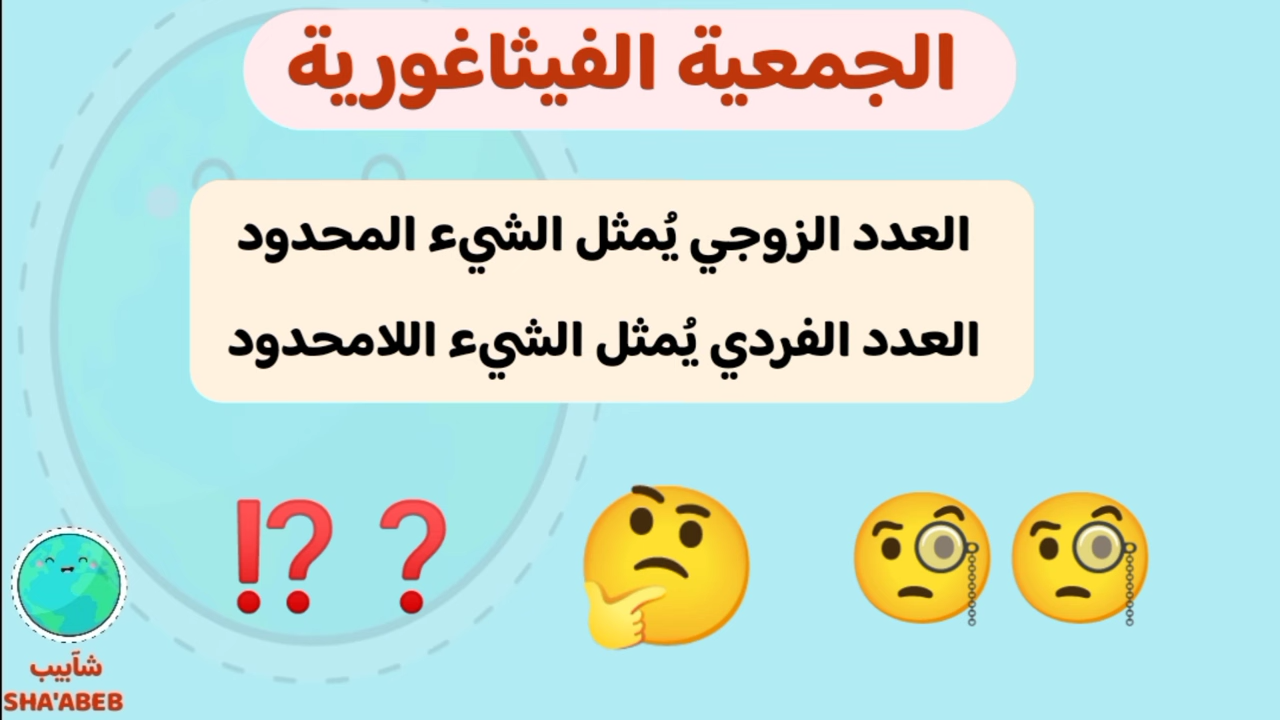 الجمعية الفيثاغورية
العدد الزوجي يُمثل الشيء المحدود
العدد الفردي يُمثل الشيء اللامحدود
⁉️ ❓
شآبيب
SHA'ABEB